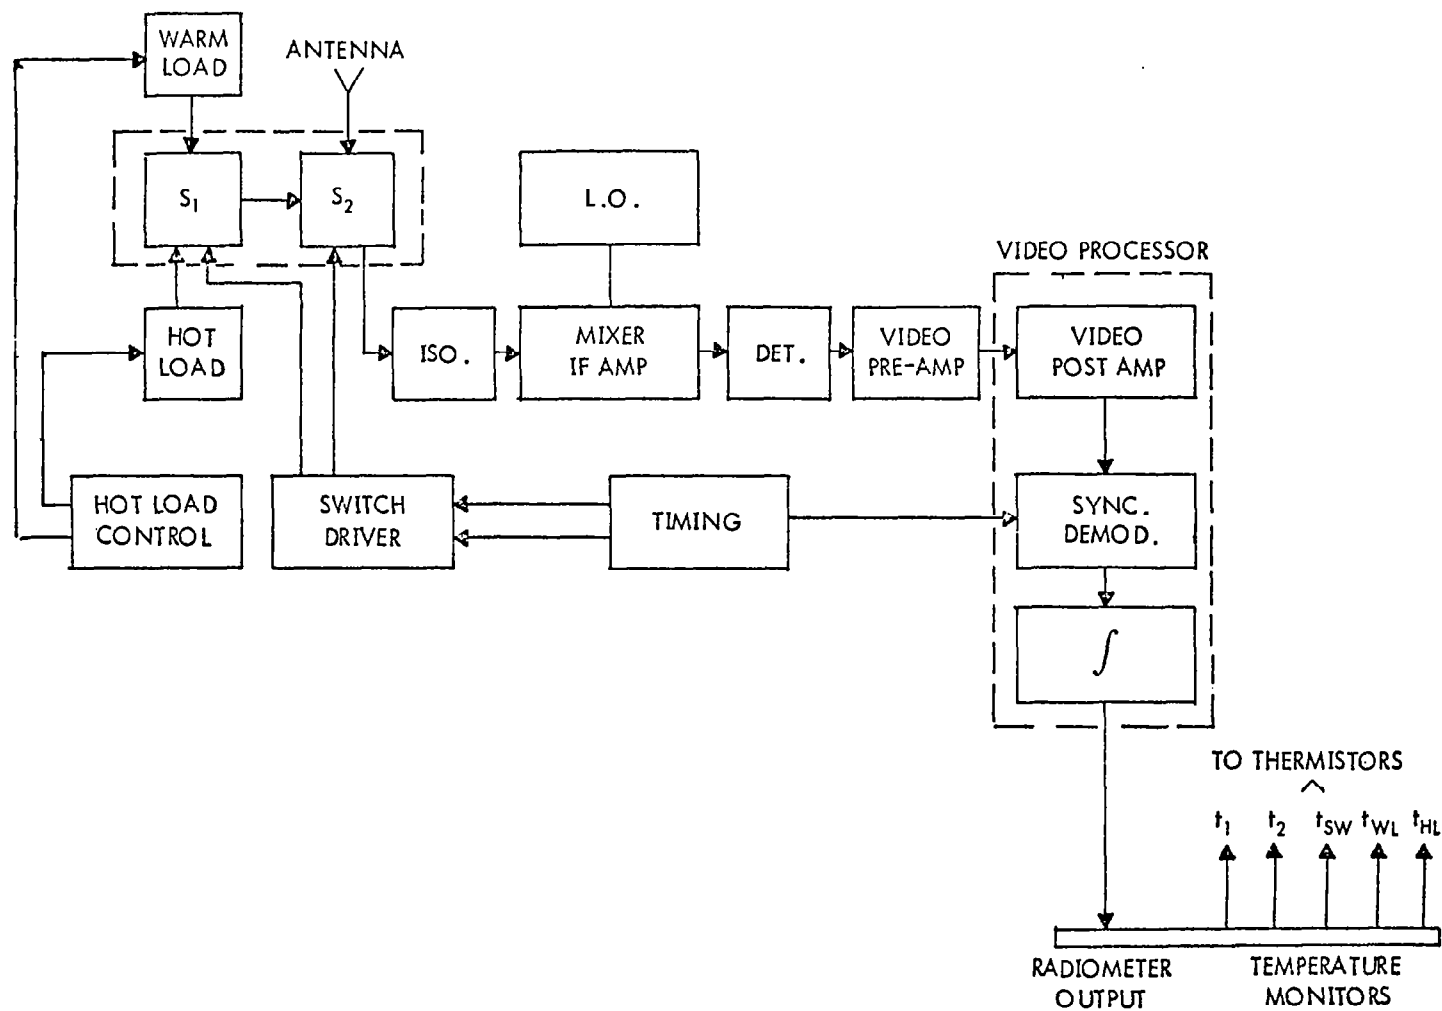 WARM
LOAD
ANTENNA
S1
S2
L.O.
VIDEO PROCESSOR
HOT
LOAD
ISO.
MIXER
IF AMP
DET.
VIDEO
PRE-AMP
VIDEO
POST AMP
HOT LOAD
CONTROL
SWITCH
DRIVER
TIMING
SYNC.
DEMOD.
∫
TO THERMISTORS
t1 t2 tSW tWL tHL
RADIOMETER
OUTPUT
TEMPERATURE
MONITORS